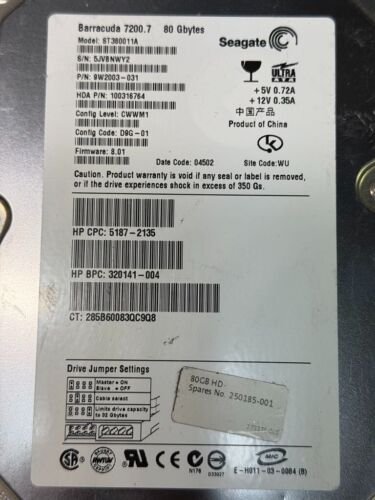 Barracuda 7200.7 80 Gbytes
Model: ST380011A
Seagate
S/N: 5JVBNWY2
P/N: 9W2003-031
HDA P/N: 100316764
Config Level: CWWM1
Config Code: D9G-01
Firmware: 8.01
ULTRA
ATA
+5V 0.72A
+12V 0.35A
中国产品
Product of China
Date Code: 04502
Site Code: WU
Caution. Product warranty is void if any seal or label is removed,
or if the drive experiences shock in excess of 350 Gs.
HP CPC: 5187-2135
HP BPC: 320141-004
CT: 285B60083QC9Q8
Drive Jumper Settings
Master = ON
Slave = OFF
Cable select
Limits drive capacity
to 32 Gbytes
80GB HD
Spares No. 250185-001
N176
D33027
MIC
E-H011-03-0084 (B)